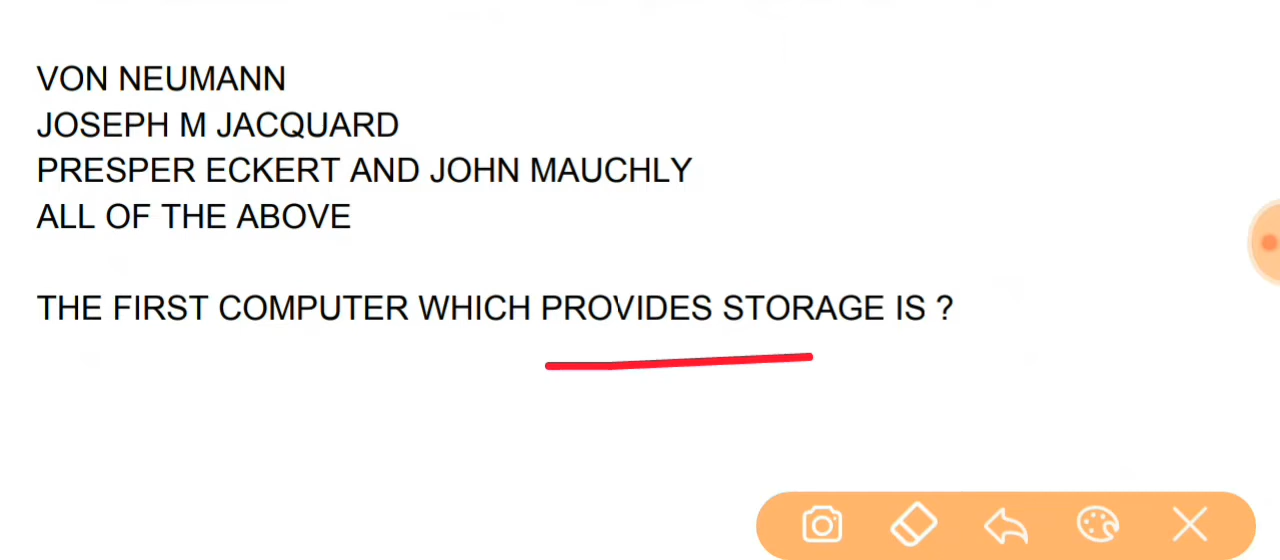 VON NEUMANN
JOSEPH M JACQUARD
PRESPER ECKERT AND JOHN MAUCHLY
ALL OF THE ABOVE
THE FIRST COMPUTER WHICH PROVIDES STORAGE IS ?